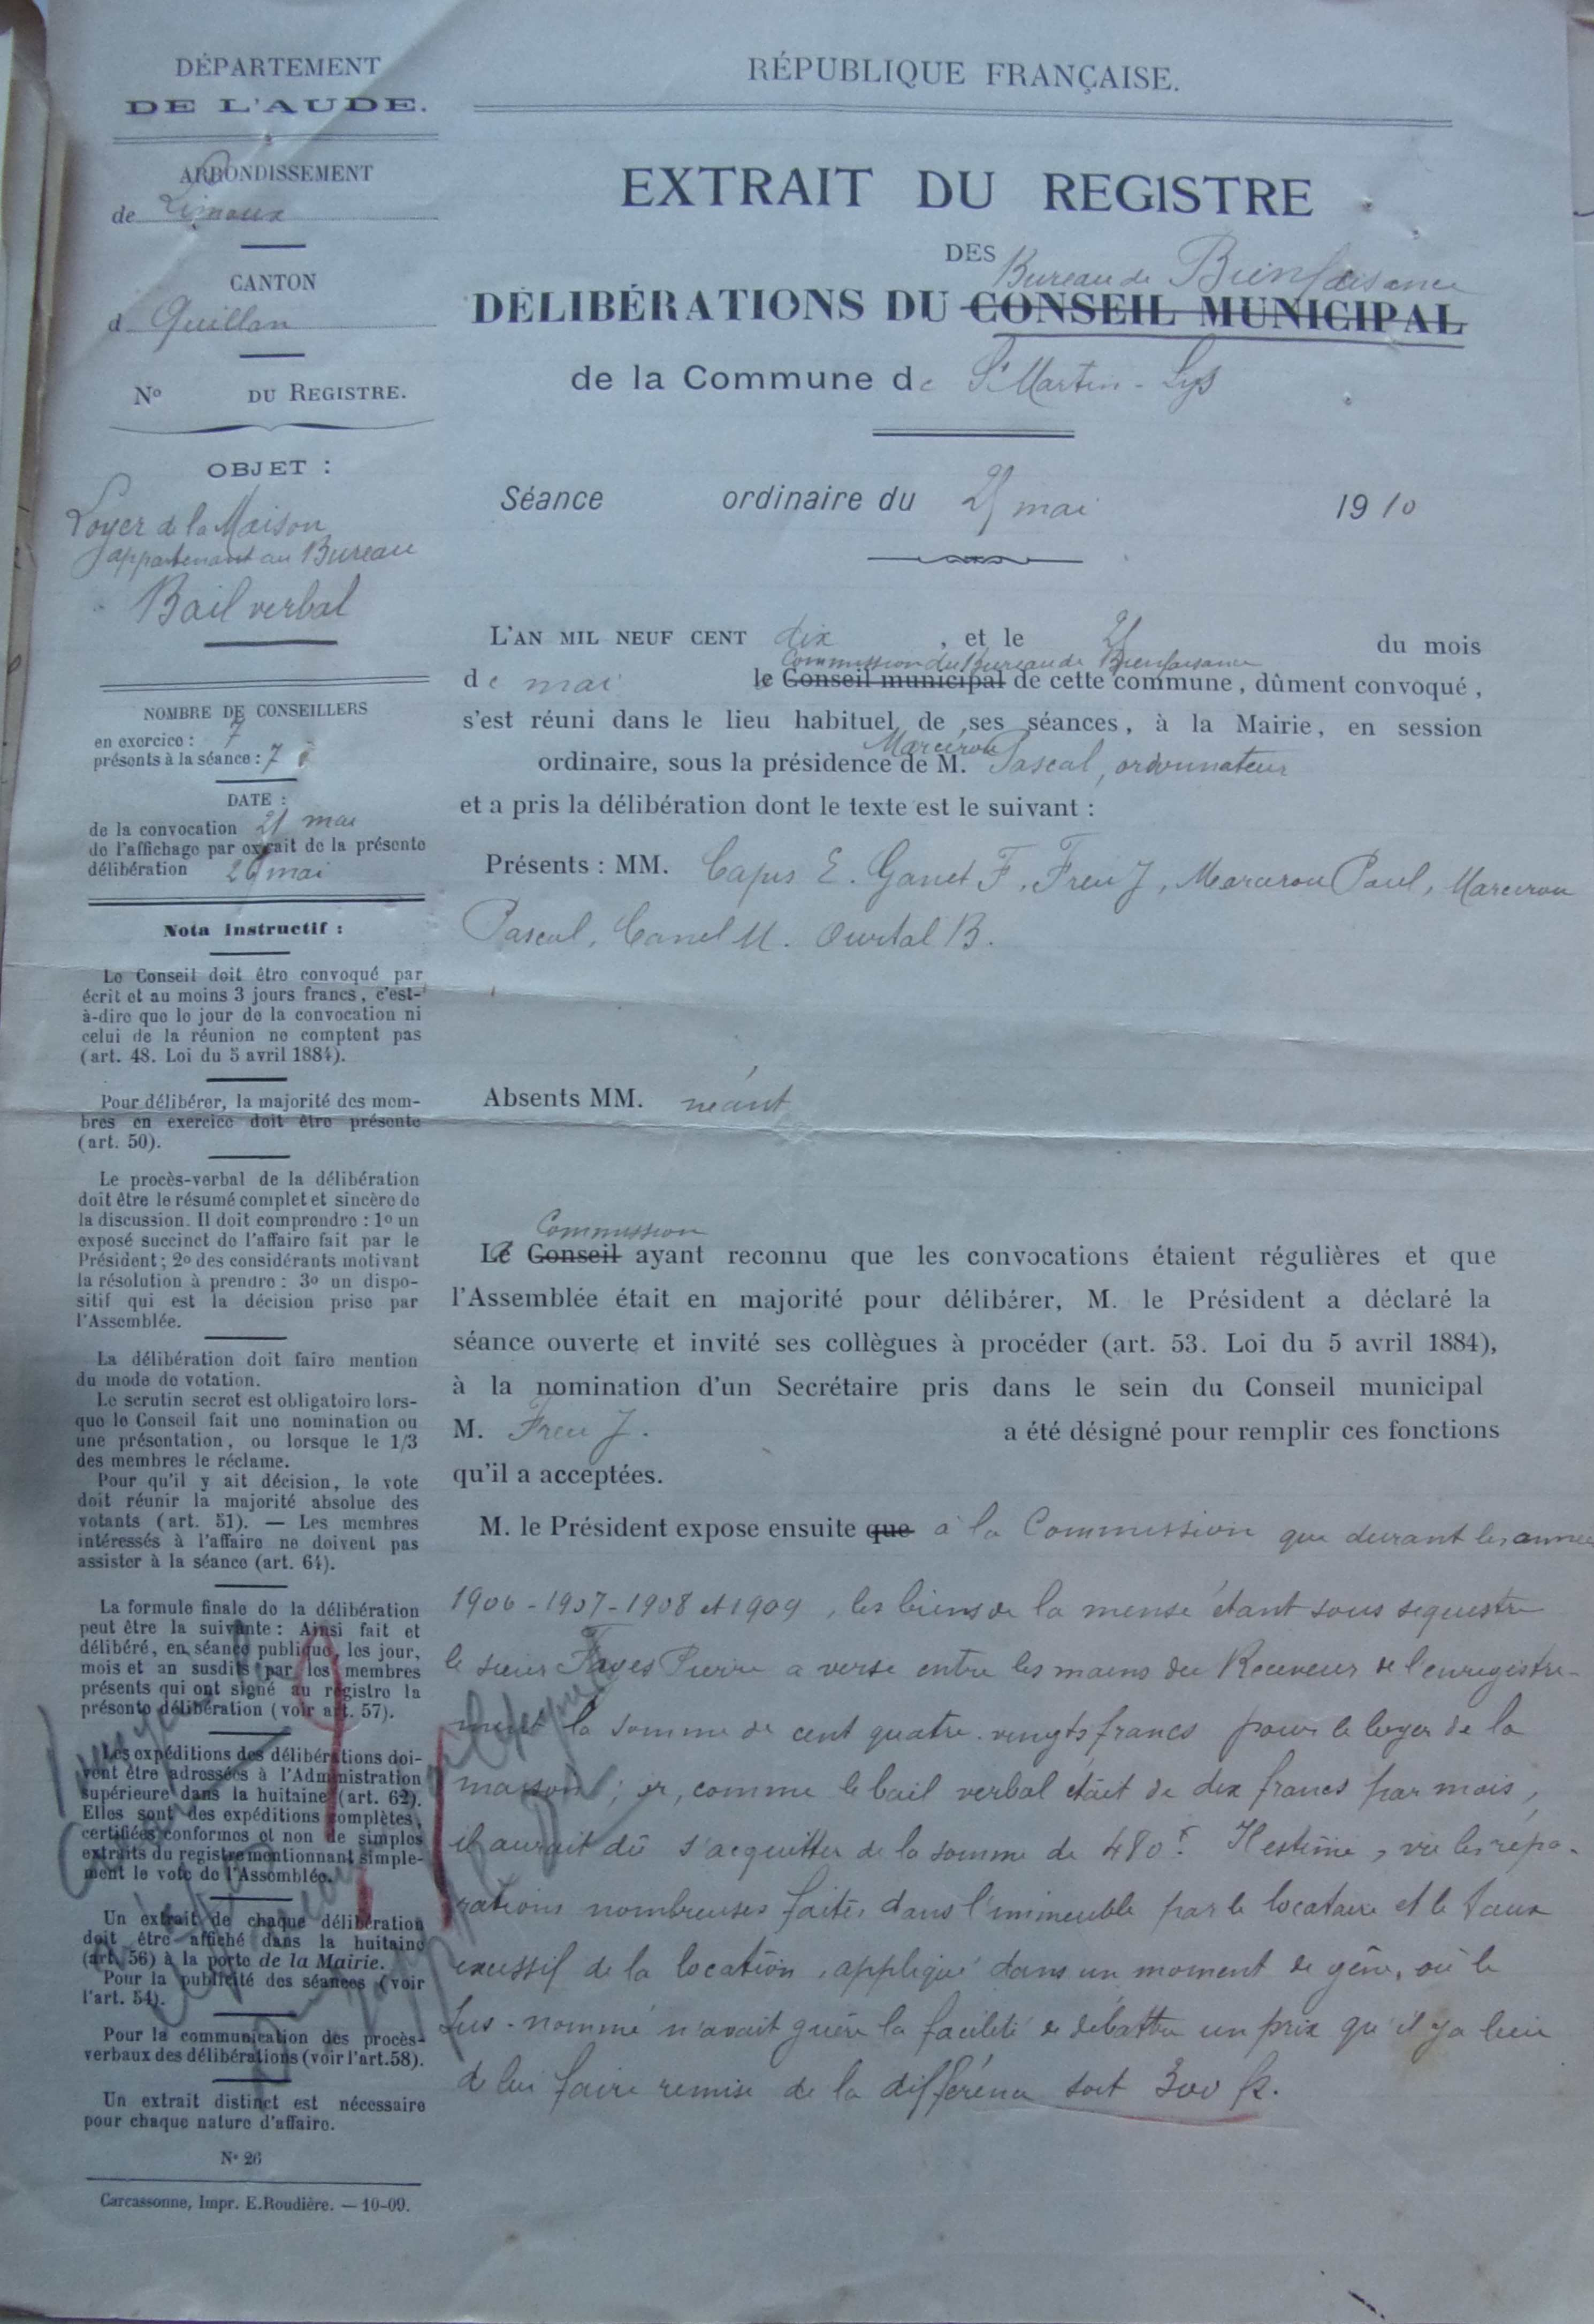 DÉPARTEMENT
DE L'AUDE.
ARRONDISSEMENT
de Limoux
CANTON
d Quillan
No DU REGISTRE.
OBJET :
Loyer de la Maison
appartenant au Bureau
Bail verbal
NOMBRE DE CONSEILLERS
en exercice : 7
présents à la séance : 7
DATE :
de la convocation 21 mai
de l'affichage par extrait de la présente
délibération 26 mai
Nota instructif :
Le Conseil doit être convoqué par
écrit et au moins 3 jours francs, c'est-
à-dire que le jour de la convocation ni
celui de la réunion ne comptent pas
(art. 48. Loi du 5 avril 1884).
Pour délibérer, la majorité des mem-
bres en exercice doit être présente
(art. 50).
Le procès-verbal de la délibération
doit être le résumé complet et sincère de
la discussion. Il doit comprendre : 1o un
exposé succinct de l'affaire fait par le
Président ; 2o des considérants motivant
la résolution à prendre : 3o un dispo-
sitif qui est la décision prise par
l'Assemblée.
La délibération doit faire mention
du mode de votation.
Le scrutin secret est obligatoire lors-
que le Conseil fait une nomination ou
une présentation, ou lorsque le 1/3
des membres le réclame.
Pour qu'il y ait décision, le vote
doit réunir la majorité absolue des
votants (art. 51). — Les membres
intéressés à l'affaire ne doivent pas
assister à la séance (art. 64).
La formule finale de la délibération
peut être la suivante : Ainsi fait et
délibéré, en séance publique, les jour,
mois et an susdits par les membres
présents qui ont signé au registre la
présente délibération (voir art. 57).
Les expéditions des délibérations doi-
vent être adressées à l'Administration
supérieure dans la huitaine (art. 62).
Elles sont des expéditions complètes,
certifiées conformes et non de simples
extraits du registre mentionnant simple-
ment le vote de l'Assemblée.
Un extrait de chaque délibération
doit être affiché dans la huitaine
(art. 56) à la porte de la Mairie.
Pour la publicité des séances (voir
l'art. 54).
Pour la communication des procès-
verbaux des délibérations (voir l'art. 58).
Un extrait distinct est nécessaire
pour chaque nature d'affaire.
No 26
Carcassonne, Impr. E. Roudière. — 10-09.
RÉPUBLIQUE FRANÇAISE.
EXTRAIT DU REGISTRE
DES
Bureau de Bienfaisance
DÉLIBÉRATIONS DU CONSEIL MUNICIPAL
de la Commune de St Martin - Lys
Séance ordinaire du mai 1910
L'AN MIL NEUF CENT dix, et le du mois
Commission du Bureau de Bienfaisance
de mai le Conseil municipal de cette commune, dûment convoqué,
s'est réuni dans le lieu habituel de ses séances, à la Mairie, en session
Marcerou
ordinaire, sous la présidence de M. Pascal, ordonnateur
et a pris la délibération dont le texte est le suivant :
Présents : MM. Capus E. Ganet F, Freu J, Marcerou Paul, Marcerou
Pascal, Canel M. Ourtal B.
Absents MM. néant
Commission
La Conseil ayant reconnu que les convocations étaient régulières et que
l'Assemblée était en majorité pour délibérer, M. le Président a déclaré la
séance ouverte et invité ses collègues à procéder (art. 53. Loi du 5 avril 1884),
à la nomination d'un Secrétaire pris dans le sein du Conseil municipal
M. Freu J. a été désigné pour remplir ces fonctions
qu'il a acceptées.
M. le Président expose ensuite que à la Commission que durant les années
1906 - 1907 - 1908 et 1909, les biens de la mense étant sous sequestre
le sieur Pierre a versé entre les mains du Receveur de l'enregistre-
ment la somme de cent quatre-vingts francs pour le loyer de la
maison ; or, comme le bail verbal était de dix francs par mois,
il aurait dû s'acquitter de la somme de 480f. Il estime, vu les répa-
rations nombreuses faites dans l'immeuble par le locataire et le taux
excessif de la location, appliqué dans un moment de gêne, où le
sus-nommé n'avait guère la facilité de débattre un prix qu'il y a lieu
de lui faire remise de la différence soit 300 fr.